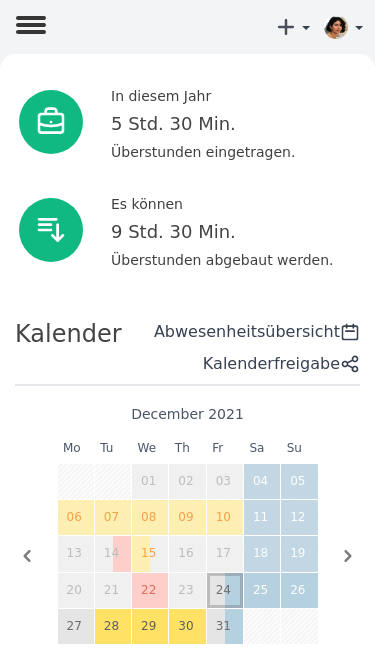 In diesem Jahr
5 Std. 30 Min.
Überstunden eingetragen.
Es können
9 Std. 30 Min.
Überstunden abgebaut werden.
Kalender
Abwesenheitsübersicht
Kalenderfreigabe
December 2021
Mo Tu We Th Fr Sa Su
01 02 03 04 05
06 07 08 09 10 11 12
13 14 15 16 17 18 19
20 21 22 23 24 25 26
27 28 29 30 31